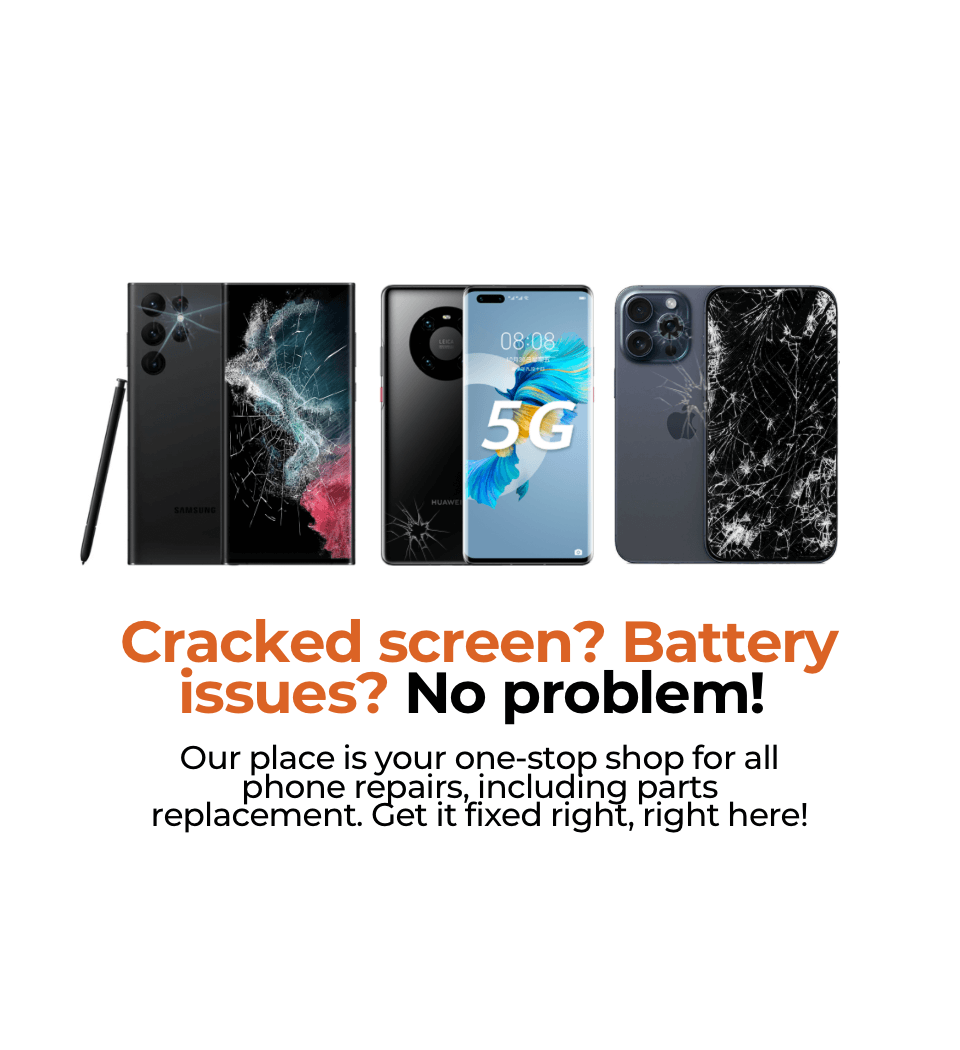 SAMSUNG
LEICA
HUAWEI
08:08
5G
Cracked screen? Battery
issues? No problem!
Our place is your one-stop shop for all
phone repairs, including parts
replacement. Get it fixed right, right here!